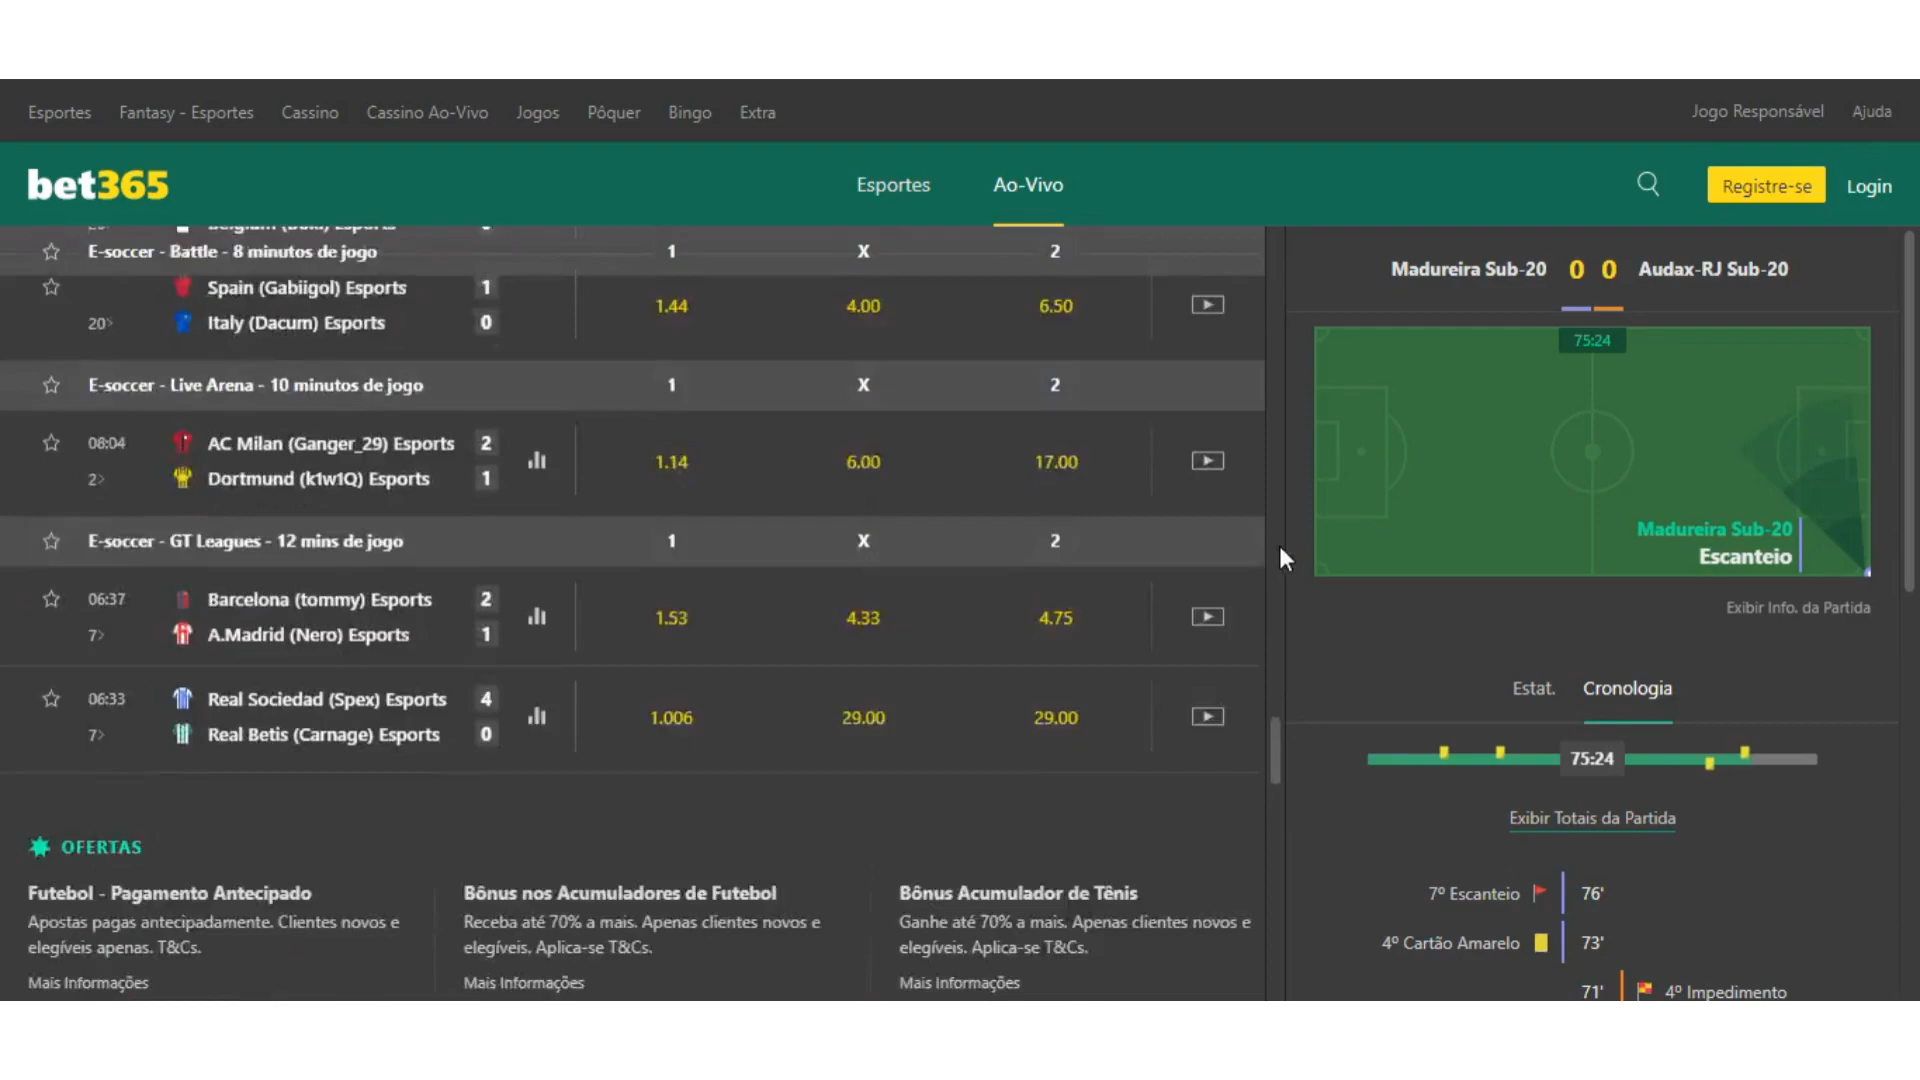 Esportes Fantasy - Esportes Cassino Cassino Ao-Vivo Jogos Pôquer Bingo Extra Jogo Responsável Ajuda
bet365 Esportes Ao-Vivo Registre-se Login
E-soccer - Battle - 8 minutos de jogo 1 X 2
Spain (Gabiigol) Esports 1
20> Italy (Dacum) Esports 0
1.44 4.00 6.50
E-soccer - Live Arena - 10 minutos de jogo 1 X 2
08:04 AC Milan (Ganger_29) Esports 2
2> Dortmund (k1w1Q) Esports 1
1.14 6.00 17.00
E-soccer - GT Leagues - 12 mins de jogo 1 X 2
06:37 Barcelona (tommy) Esports 2
7> A.Madrid (Nero) Esports 1
1.53 4.33 4.75
06:33 Real Sociedad (Spex) Esports 4
7> Real Betis (Carnage) Esports 0
1.006 29.00 29.00
OFERTAS
Futebol - Pagamento Antecipado
Apostas pagas antecipadamente. Clientes novos e
elegíveis apenas. T&Cs.
Mais Informações
Bônus nos Acumuladores de Futebol
Receba até 70% a mais. Apenas clientes novos e
elegíveis. Aplica-se T&Cs.
Mais Informações
Bônus Acumulador de Tênis
Ganhe até 70% a mais. Apenas clientes novos e
elegíveis. Aplica-se T&Cs.
Mais Informações
Madureira Sub-20 0 0 Audax-RJ Sub-20
75:24
Madureira Sub-20
Escanteio
Exibir Info. da Partida
Estat. Cronologia
75:24
Exibir Totais da Partida
7º Escanteio 76'
4º Cartão Amarelo 73'
71' 4º Impedimento